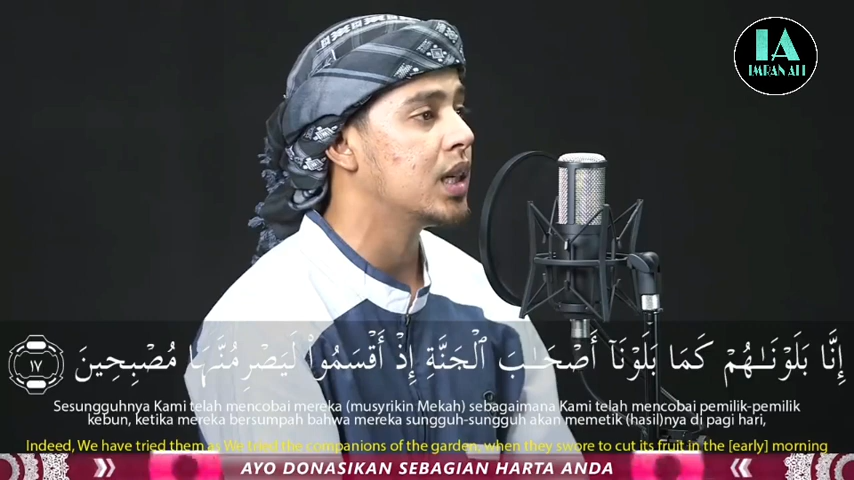 IA
IMRAN ALI
إِنَّا بَلَوْنَـٰهُمْ كَمَا بَلَوْنَآ أَصْحَـٰبَ ٱلْجَنَّةِ إِذْ أَقْسَمُوا۟ لَيَصْرِمُنَّهَا مُصْبِحِينَ ١٧
Sesungguhnya Kami telah mencobai mereka (musyrikin Mekah) sebagaimana Kami telah mencobai pemilik-pemilik
kebun, ketika mereka bersumpah bahwa mereka sungguh-sungguh akan memetik (hasil)nya di pagi hari,
Indeed, We have tried them as We tried the companions of the garden, when they swore to cut its fruit in the [early] morning
AYO DONASIKAN SEBAGIAN HARTA ANDA